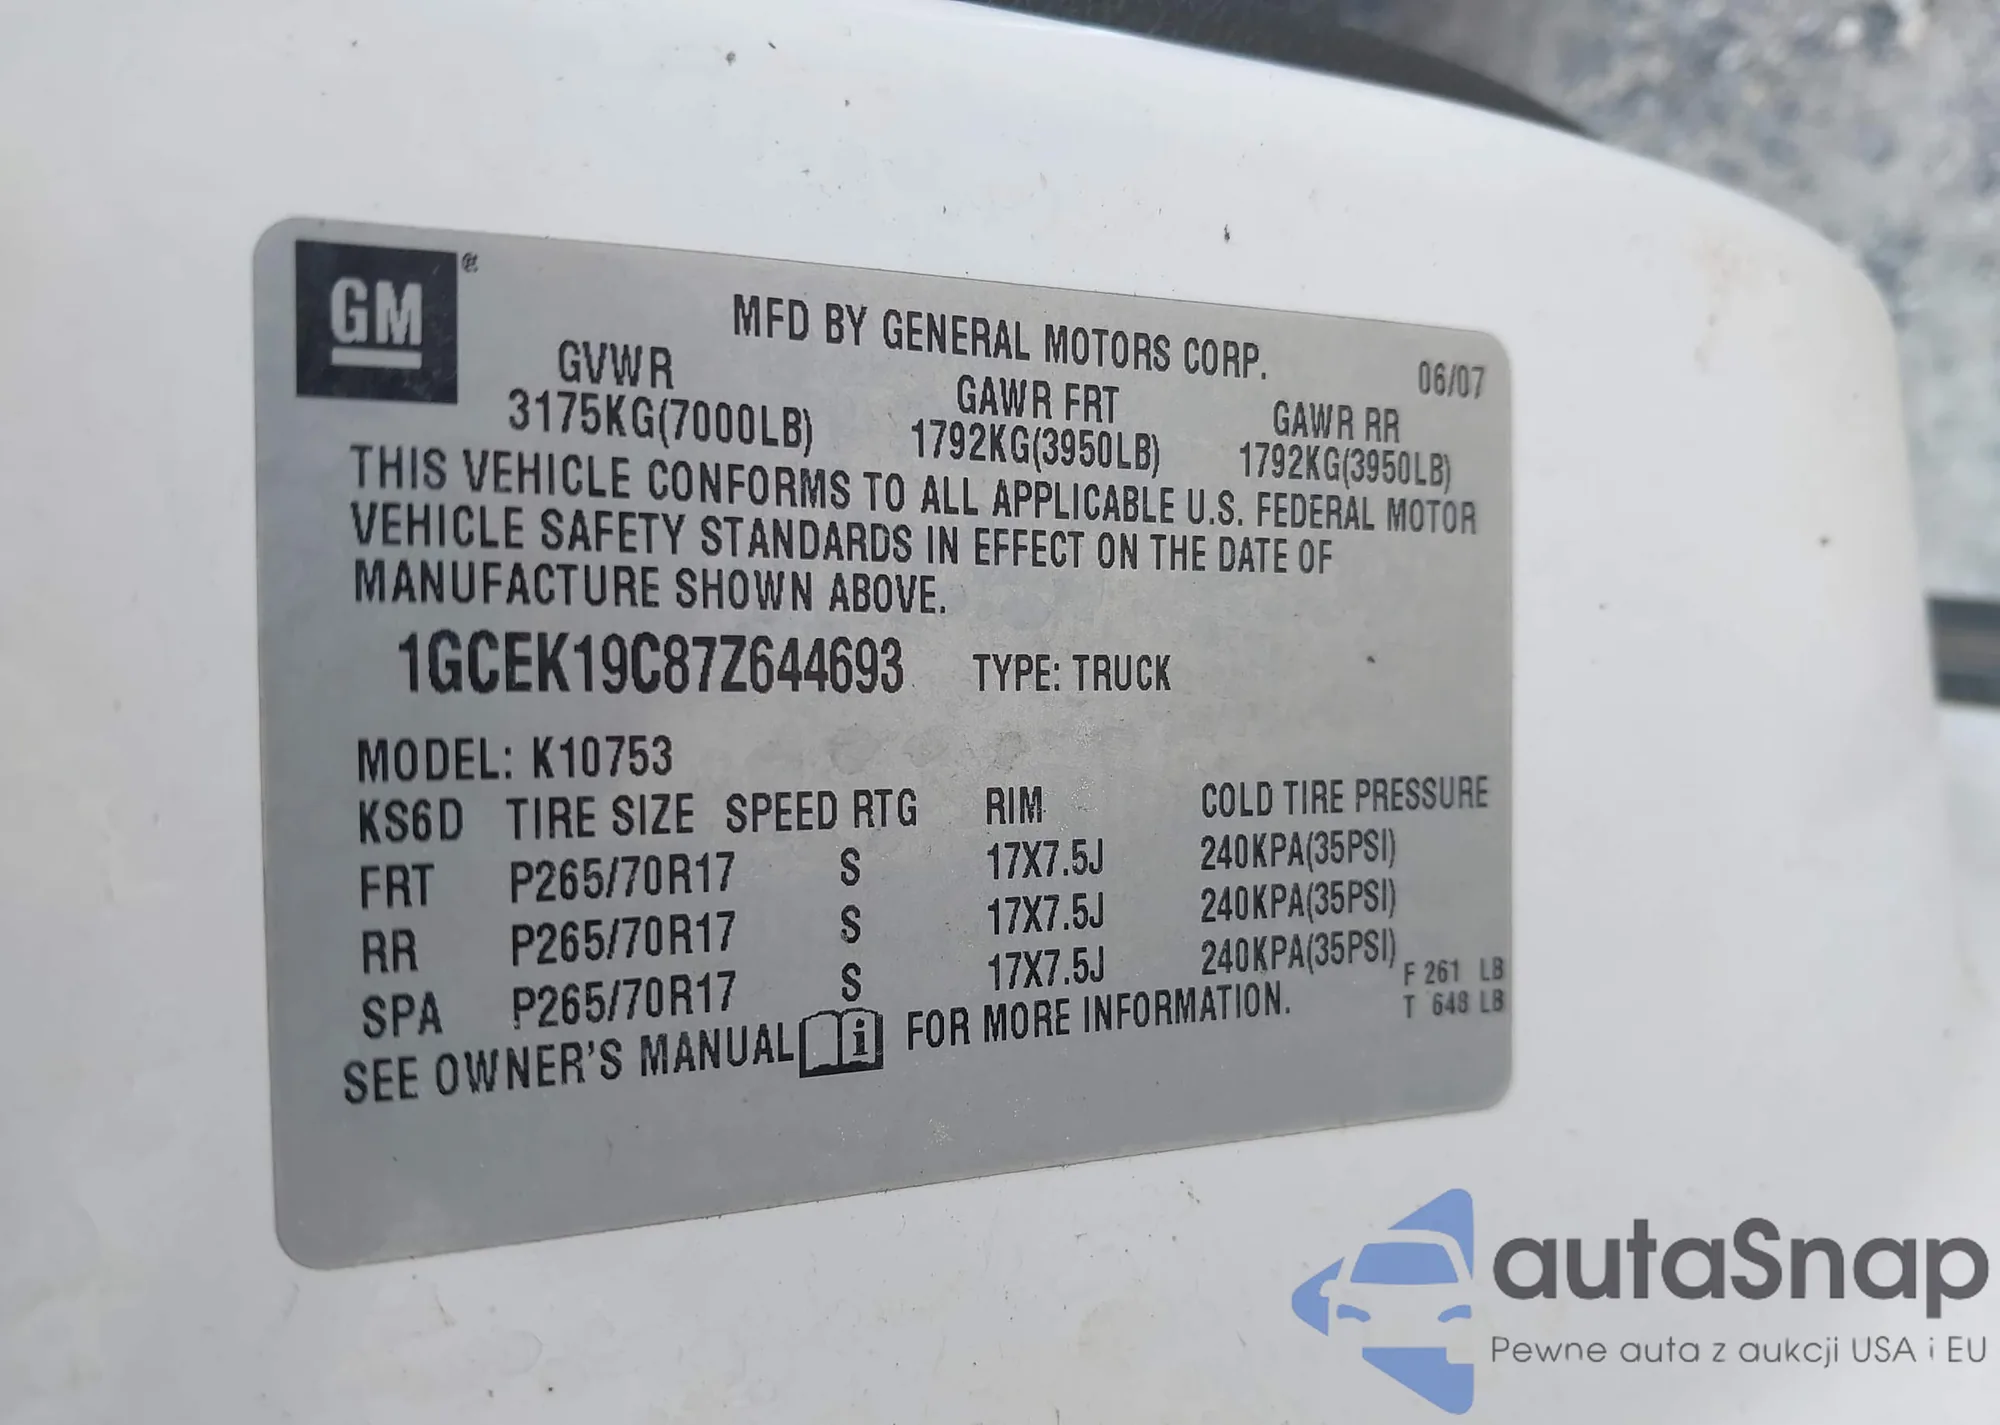 GM ®
MFD BY GENERAL MOTORS CORP. 06/07
GVWR GAWR FRT GAWR RR
3175KG(7000LB) 1792KG(3950LB) 1792KG(3950LB)
THIS VEHICLE CONFORMS TO ALL APPLICABLE U.S. FEDERAL MOTOR
VEHICLE SAFETY STANDARDS IN EFFECT ON THE DATE OF
MANUFACTURE SHOWN ABOVE.
1GCEK19C87Z644693 TYPE: TRUCK
MODEL: K10753
KS6D TIRE SIZE SPEED RTG RIM COLD TIRE PRESSURE
FRT P265/70R17 S 17X7.5J 240KPA(35PSI)
RR P265/70R17 S 17X7.5J 240KPA(35PSI)
SPA P265/70R17 S 17X7.5J 240KPA(35PSI)
F 261 LB
T 648 LB
SEE OWNER'S MANUAL i FOR MORE INFORMATION.
autaSnap
Pewne auta z aukcji USA i EU